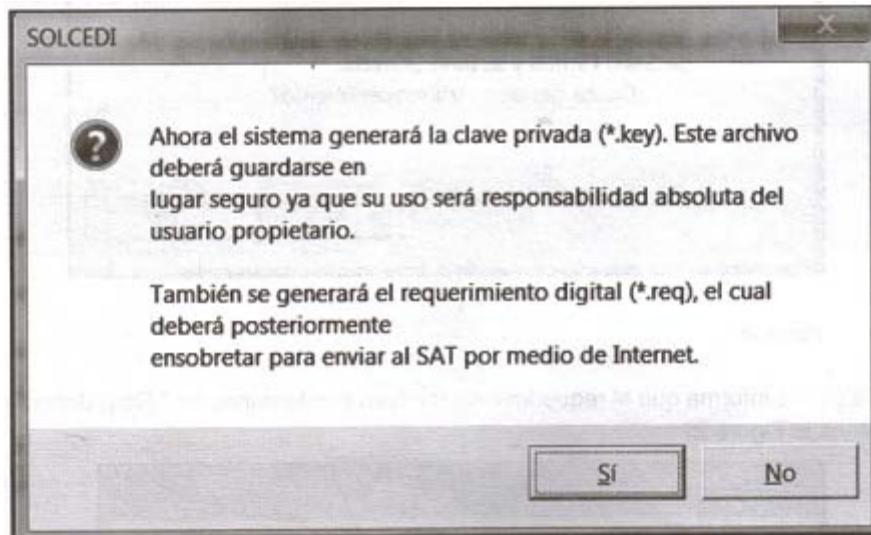 SOLCEDI
Ahora el sistema generará la clave privada (*.key). Este archivo
deberá guardarse en
lugar seguro ya que su uso será responsabilidad absoluta del
usuario propietario.
También se generará el requerimiento digital (*.req), el cual
deberá posteriormente
ensobretar para enviar al SAT por medio de Internet.
Sí
No